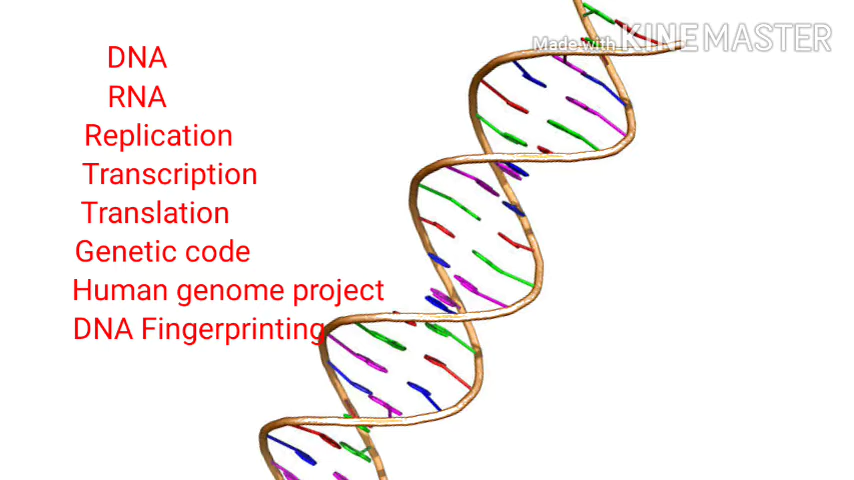 Made with KINEMASTER
DNA
RNA
Replication
Transcription
Translation
Genetic code
Human genome project
DNA Fingerprinting